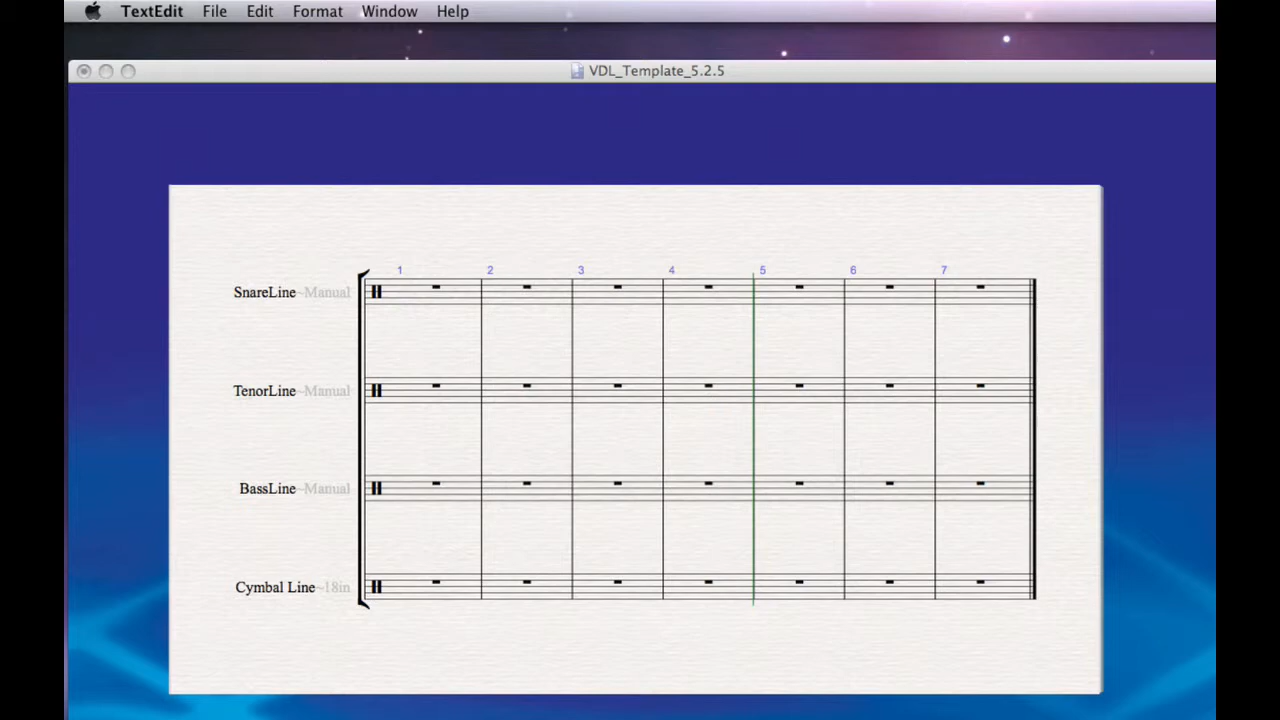 TextEdit File Edit Format Window Help
VDL_Template_5.2.5
1 2 3 4 5 6 7
SnareLine~Manual
TenorLine~Manual
BassLine~Manual
Cymbal Line~18in